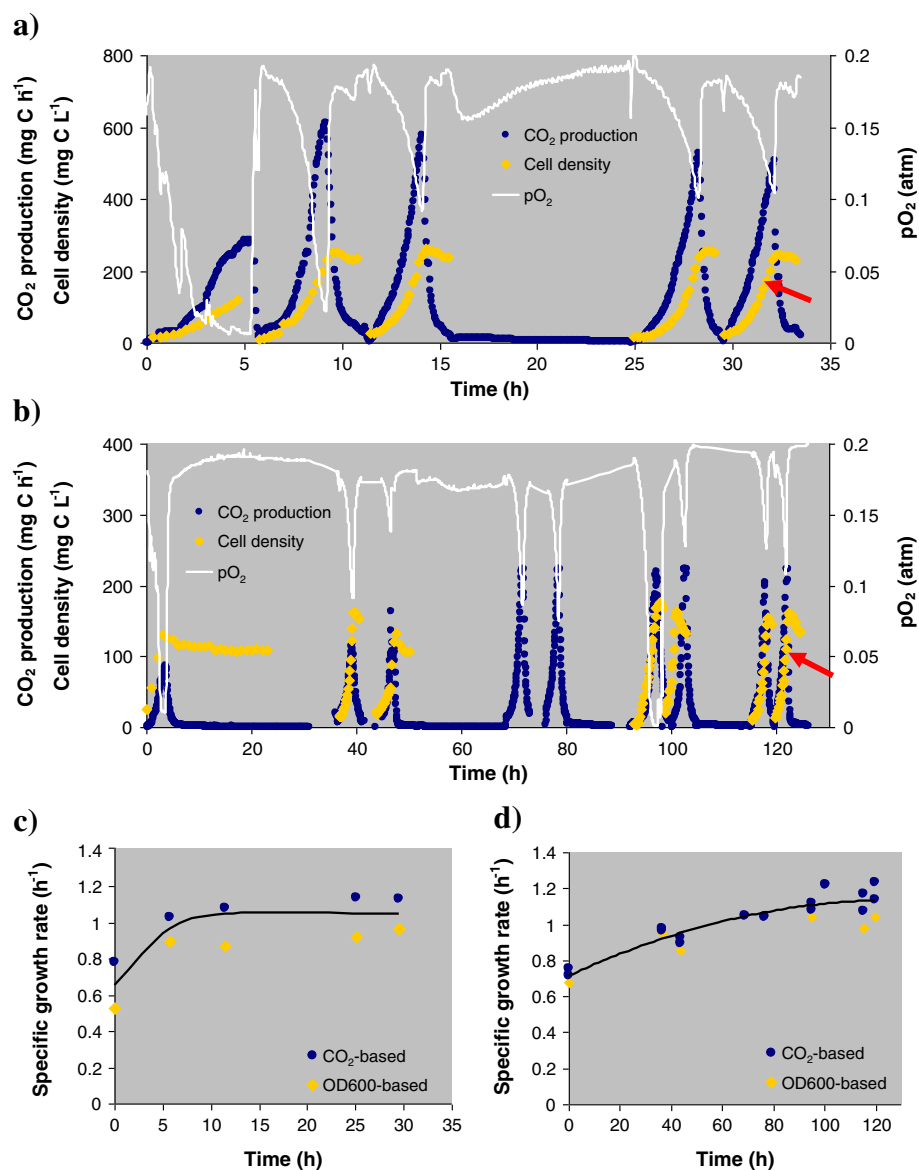 a)
CO₂ production (mg C h⁻¹)
Cell density (mg C L⁻¹)
800
600
400
200
0
CO₂ production
Cell density
pO₂
0.2
0.15
0.1
0.05
0
pO₂ (atm)
0 5 10 15 20 25 30 35
Time (h)
b)
CO₂ production (mg C h⁻¹)
Cell density (mg C L⁻¹)
400
300
200
100
0
CO₂ production
Cell density
pO₂
0.2
0.15
0.1
0.05
0
pO₂ (atm)
0 20 40 60 80 100 120
Time (h)
c)
Specific growth rate (h⁻¹)
1.4
1.2
1
0.8
0.6
0.4
0.2
0
CO₂-based
OD600-based
0 5 10 15 20 25 30 35
Time (h)
d)
Specific growth rate (h⁻¹)
1.4
1.2
1
0.8
0.6
0.4
0.2
0
CO₂-based
OD600-based
0 20 40 60 80 100 120
Time (h)